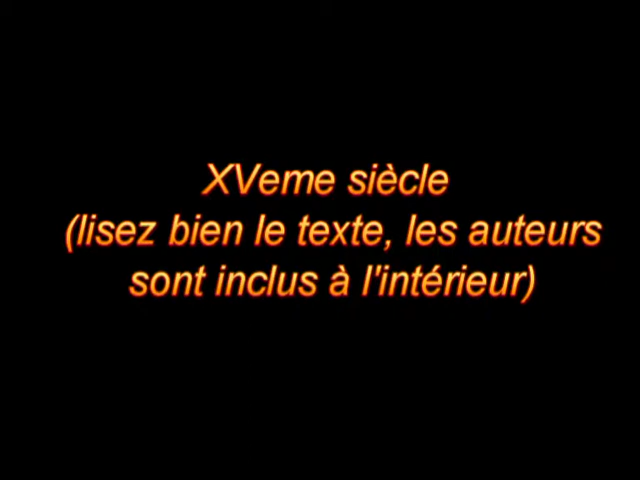 XVeme siècle
(lisez bien le texte, les auteurs
sont inclus à l'intérieur)